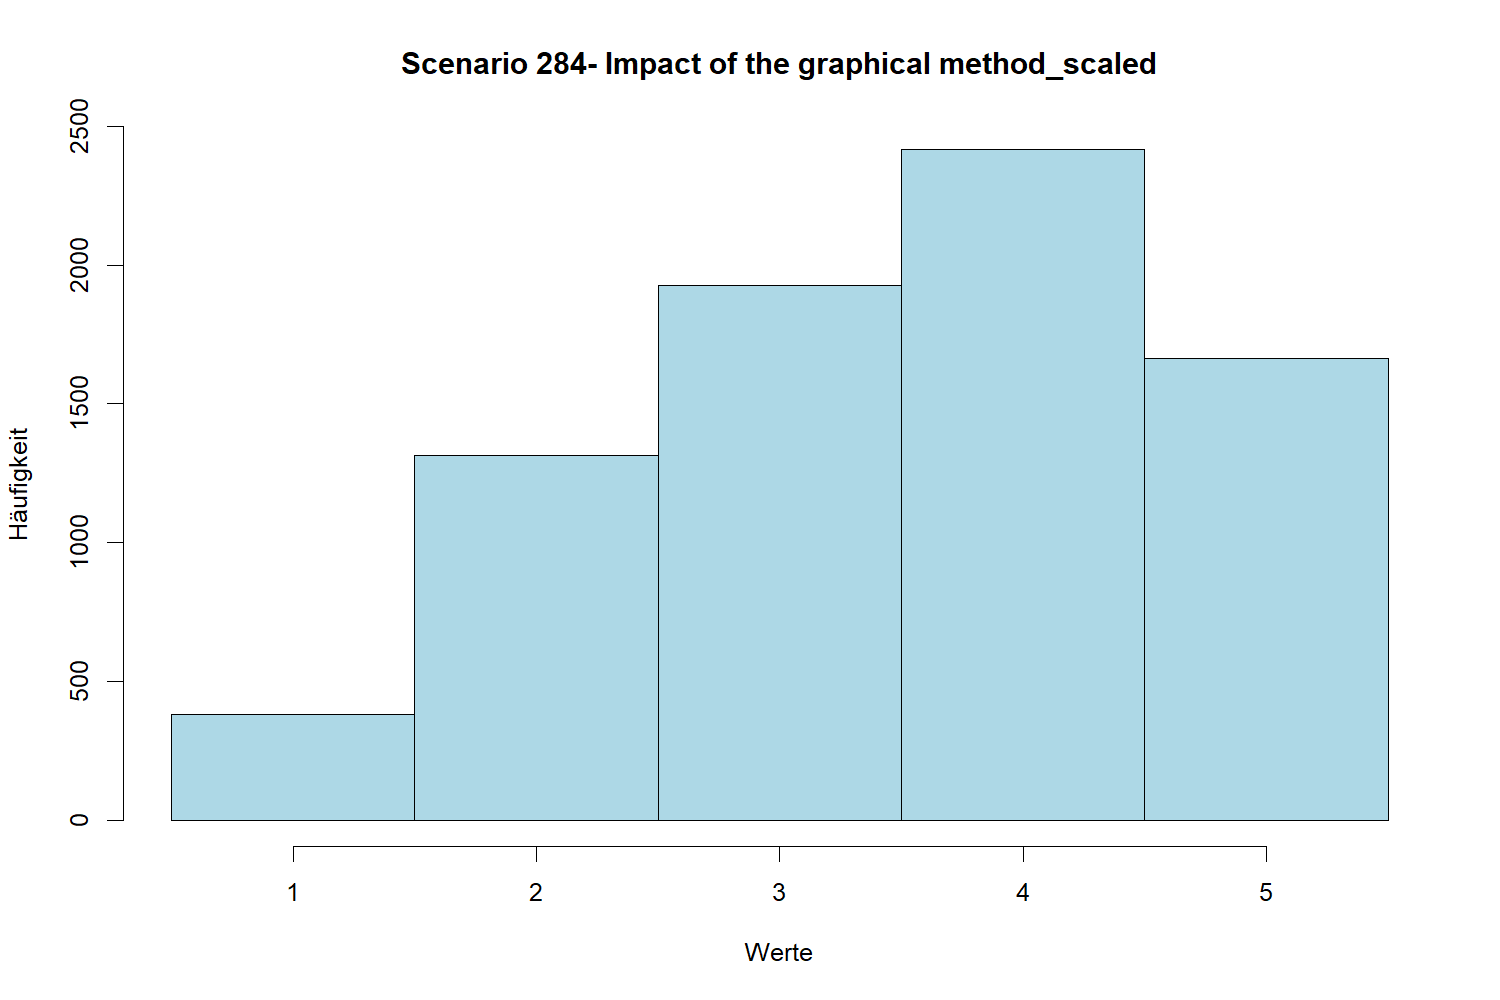 Scenario 284- Impact of the graphical method_scaled
2500
2000
1500
1000
500
0
Häufigkeit
1 2 3 4 5
Werte